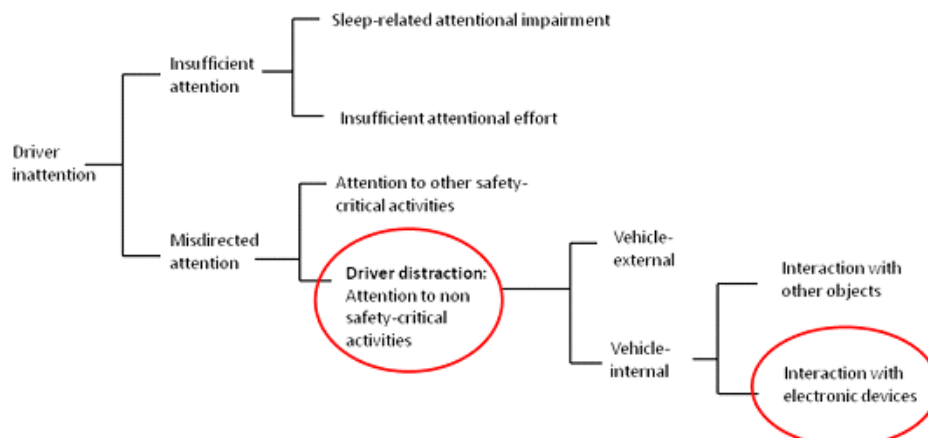 Sleep-related attentional impairment
Insufficient
attention
Insufficient attentional effort
Driver
inattention
Attention to other safety-
critical activities
Misdirected
attention
Driver distraction:
Attention to non
safety-critical
activities
Vehicle-
external
Interaction with
other objects
Vehicle-
internal
Interaction with
electronic devices